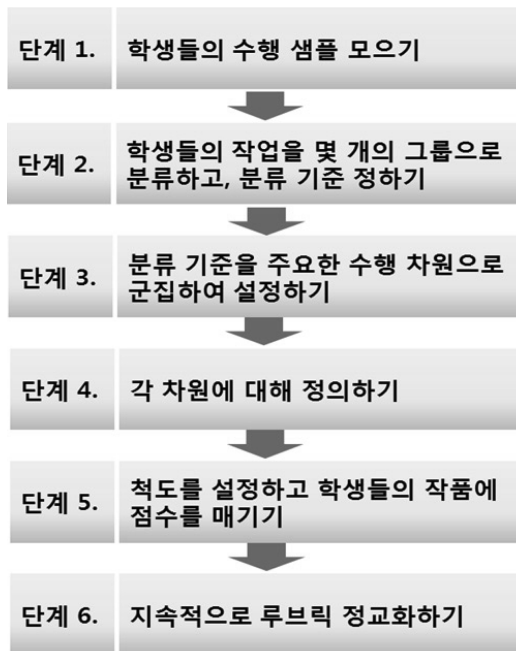 단계 1. 학생들의 수행 샘플 모으기
단계 2. 학생들의 작업을 몇 개의 그룹으로
분류하고, 분류 기준 정하기
단계 3. 분류 기준을 주요한 수행 차원으로
군집하여 설정하기
단계 4. 각 차원에 대해 정의하기
단계 5. 척도를 설정하고 학생들의 작품에
점수를 매기기
단계 6. 지속적으로 루브릭 정교화하기